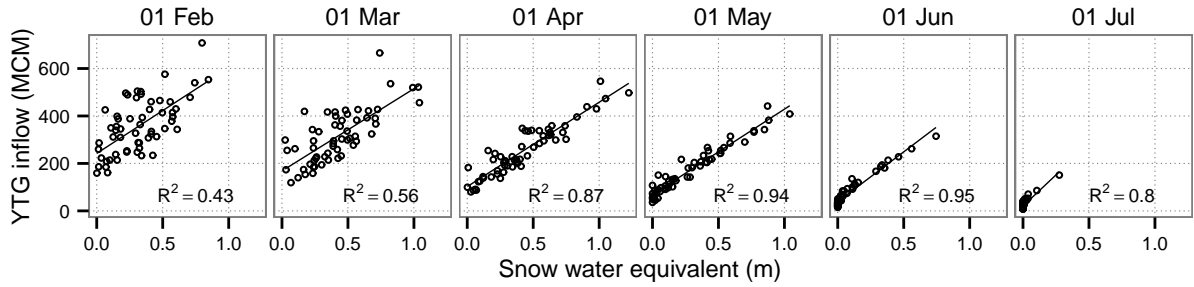 01 Feb 01 Mar 01 Apr 01 May 01 Jun 01 Jul
YTG inflow (MCM)
600
400
200
0
R² = 0.43 R² = 0.56 R² = 0.87 R² = 0.94 R² = 0.95 R² = 0.8
0.0 0.5 1.0 0.0 0.5 1.0 0.0 0.5 1.0 0.0 0.5 1.0 0.0 0.5 1.0 0.0 0.5 1.0
Snow water equivalent (m)